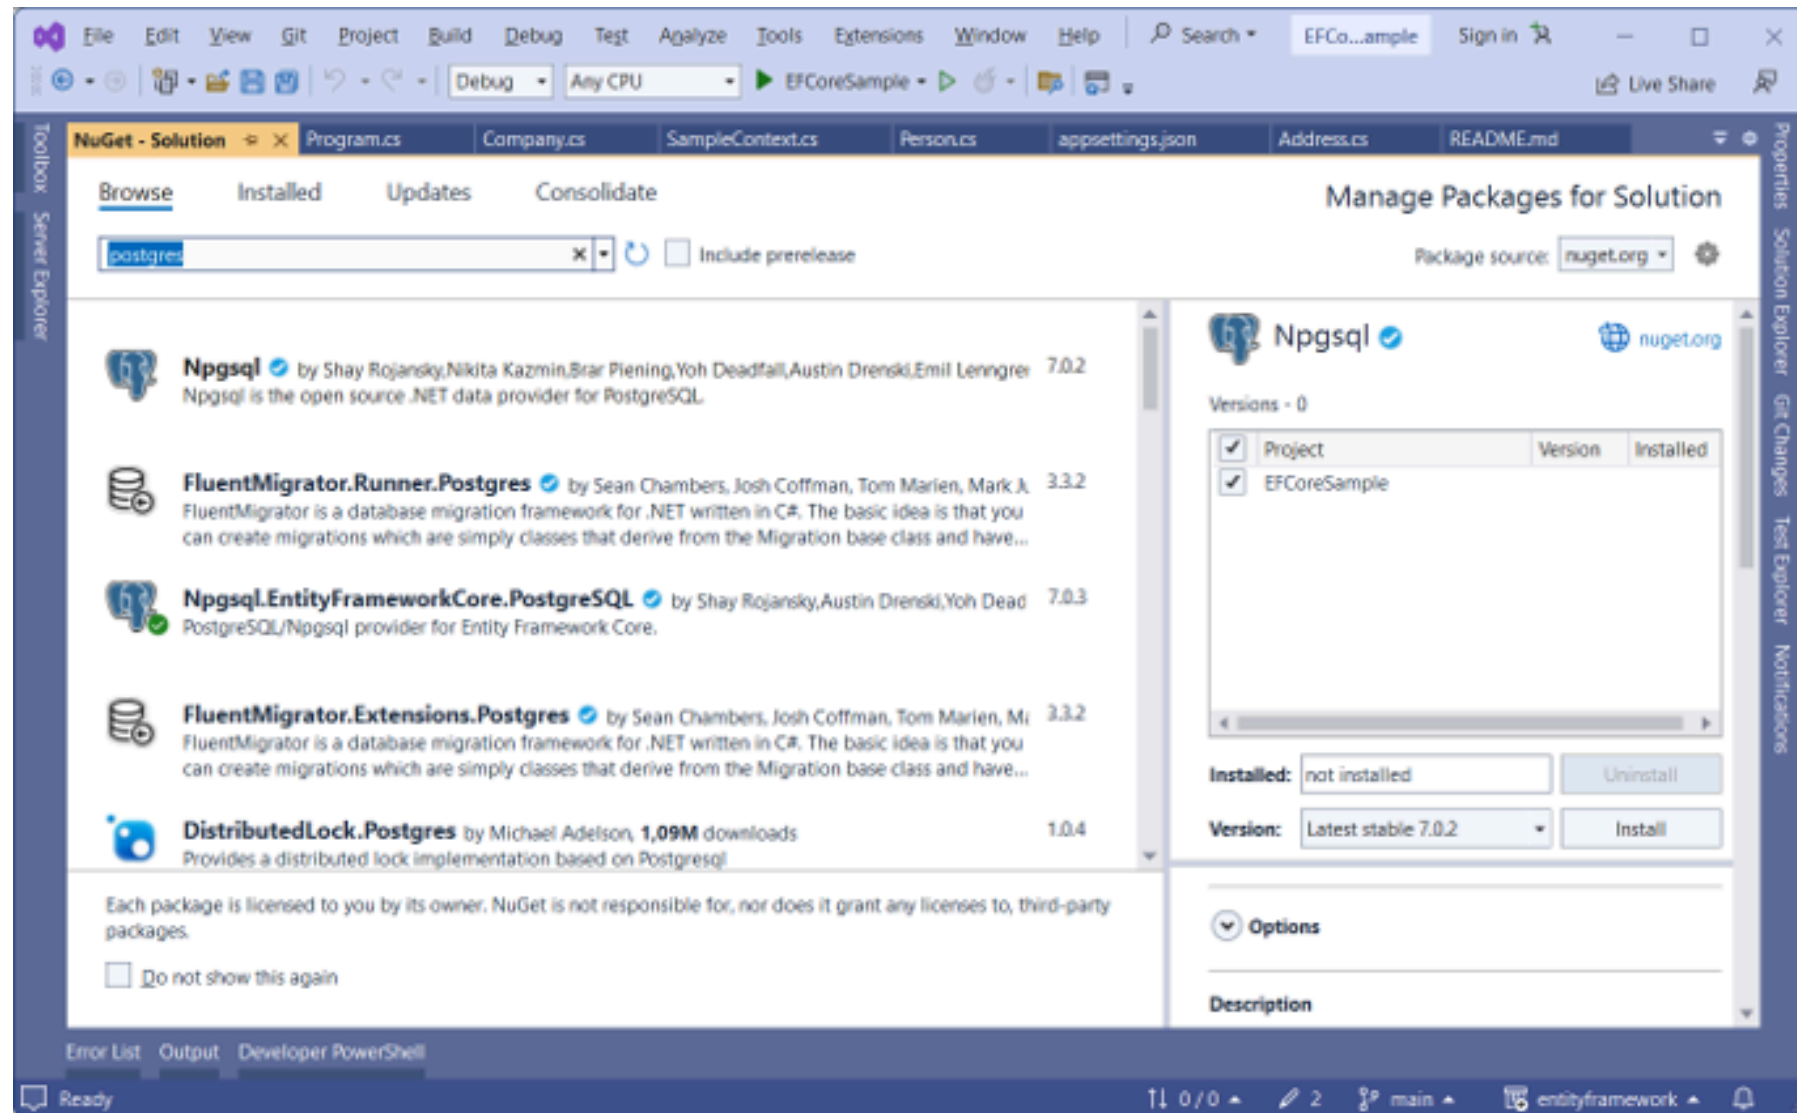 File Edit View Git Project Build Debug Test Analyze Tools Extensions Window Help Search EFCo...ample Sign in
Debug Any CPU EFCoreSample Live Share
NuGet - Solution Program.cs Company.cs SampleContext.cs Person.cs appsettings.json Address.cs README.md
Toolbox
Server Explorer
Browse Installed Updates Consolidate
Manage Packages for Solution
postgres
Include prerelease
Package source: nuget.org
Npgsql by Shay Rojansky,Nikita Kazmin,Brar Piening,Yoh Deadfall,Austin Drenski,Emil Lenngre 7.0.2
Npgsql is the open source .NET data provider for PostgreSQL.
FluentMigrator.Runner.Postgres by Sean Chambers, Josh Coffman, Tom Marien, Mark 3.3.2
FluentMigrator is a database migration framework for .NET written in C#. The basic idea is that you
can create migrations which are simply classes that derive from the Migration base class and have...
Npgsql.EntityFrameworkCore.PostgreSQL by Shay Rojansky,Austin Drenski,Yoh Dead 7.0.3
PostgreSQL/Npgsql provider for Entity Framework Core.
FluentMigrator.Extensions.Postgres by Sean Chambers, Josh Coffman, Tom Marien, Ma 3.3.2
FluentMigrator is a database migration framework for .NET written in C#. The basic idea is that you
can create migrations which are simply classes that derive from the Migration base class and have...
DistributedLock.Postgres by Michael Adelson, 1,09M downloads 1.0.4
Provides a distributed lock implementation based on Postgresql
Each package is licensed to you by its owner. NuGet is not responsible for, nor does it grant any licenses to, third-party
packages.
Do not show this again
Npgsql nuget.org
Versions - 0
Project Version Installed
EFCoreSample
Installed: not installed Uninstall
Version: Latest stable 7.0.2 Install
Options
Description
Properties
Solution Explorer
Git Changes
Test Explorer
Notifications
Error List Output Developer PowerShell
Ready 0 / 0 2 main entityframework